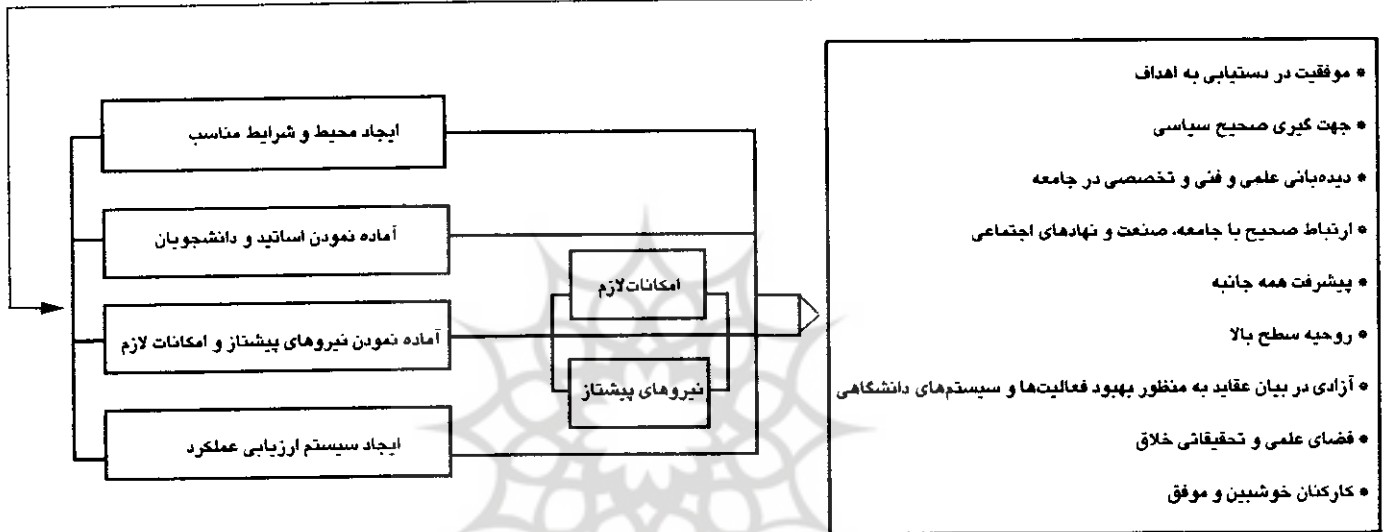 * موفقیت در دستیابی به اهداف
* جهت گیری صحیح سیاسی
* دیده‌بانی علمی و فنی و تخصصی در جامعه
* ارتباط صحیح با جامعه، صنعت و نهادهای اجتماعی
* پیشرفت همه جانبه
* روحیه سطح بالا
* آزادی در بیان عقاید به منظور بهبود فعالیت‌ها و سیستم‌های دانشگاهی
* فضای علمی و تحقیقاتی خلاق
* کارکنان خوشبین و موفق
امکانات لازم
نیروهای پیشتاز
ایجاد محیط و شرایط مناسب
آماده نمودن اساتید و دانشجویان
آماده نمودن نیروهای پیشتاز و امکانات لازم
ایجاد سیستم ارزیابی عملکرد